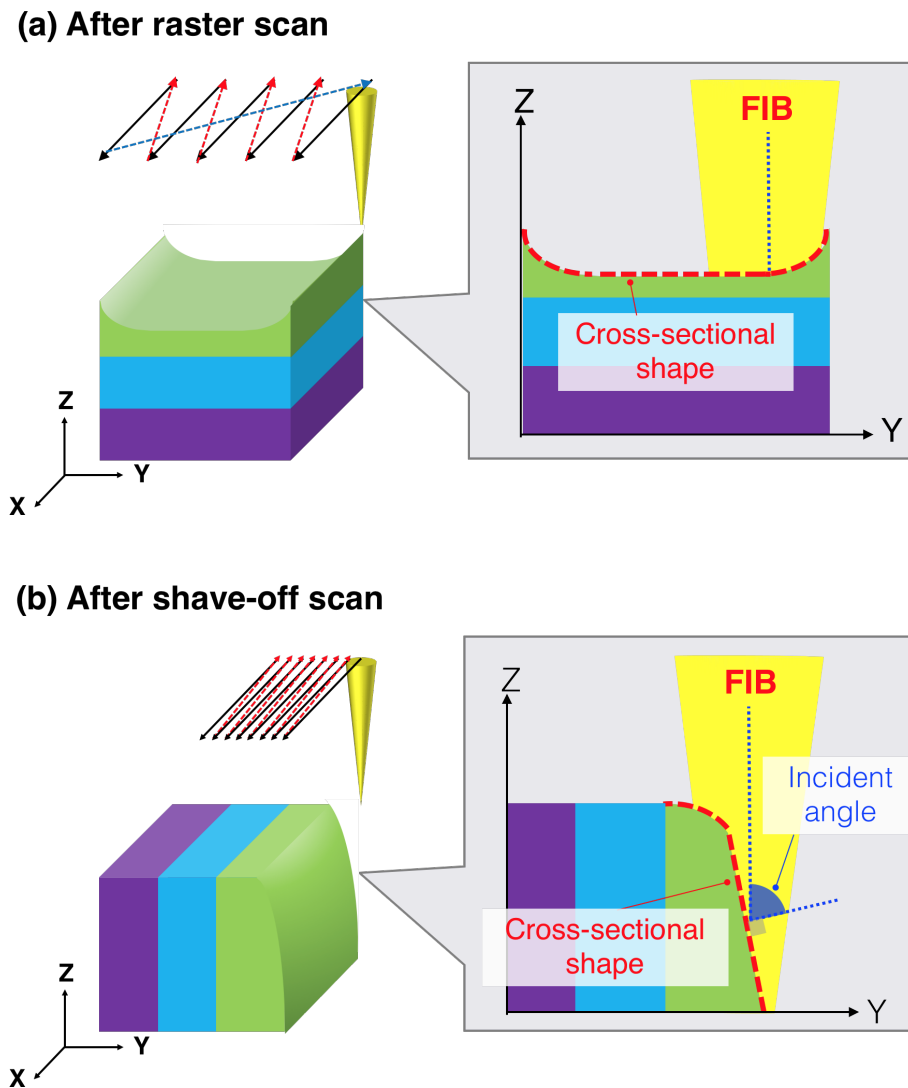 (a) After raster scan
Z
FIB
Cross-sectional
shape
Y
Z
Y
X
(b) After shave-off scan
Z
FIB
Incident
angle
Cross-sectional
shape
Y
Z
Y
X